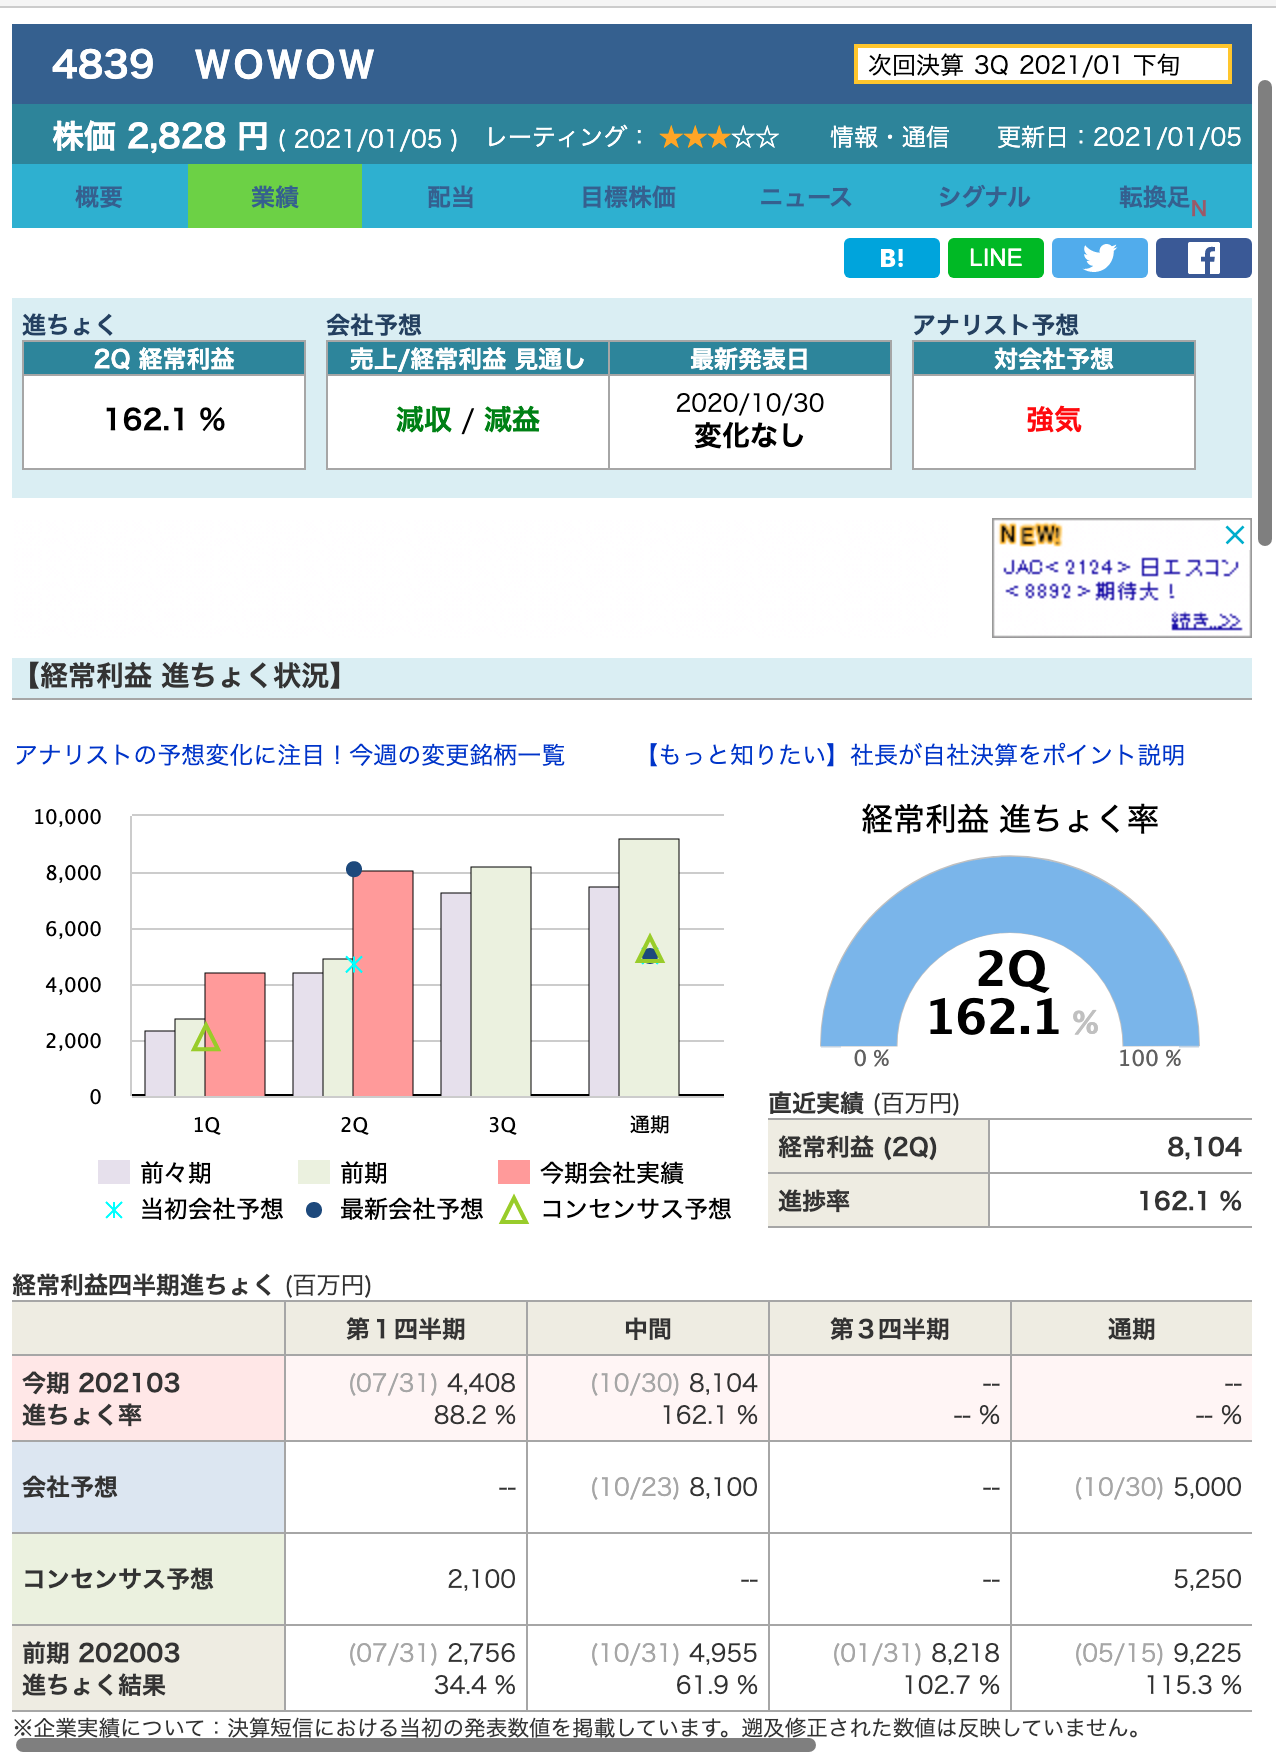 4839 WOWOW
次回決算 3Q 2021/01 下旬
株価 2,828 円 ( 2021/01/05 ) レーティング： ★★★☆☆ 情報・通信 更新日：2021/01/05
概要 業績 配当 目標株価 ニュース シグナル 転換足N
B! LINE
進ちょく 会社予想 アナリスト予想
2Q 経常利益 売上/経常利益 見通し 最新発表日 対会社予想
162.1 % 減収 / 減益 2020/10/30 強気
変化なし
NEW!
JAC<2124> 日エスコン
<8892>期待大！
続き..>>
【経常利益 進ちょく状況】
アナリストの予想変化に注目！今週の変更銘柄一覧 【もっと知りたい】社長が自社決算をポイント説明
10,000
8,000
6,000
4,000
2,000
0
1Q 2Q 3Q 通期
前々期 前期 今期会社実績
当初会社予想 最新会社予想 コンセンサス予想
経常利益 進ちょく率
2Q
162.1 %
0 % 100 %
直近実績 (百万円)
経常利益 (2Q) 8,104
進捗率 162.1 %
経常利益四半期進ちょく (百万円)
第１四半期 中間 第３四半期 通期
今期 202103 (07/31) 4,408 (10/30) 8,104 -- --
進ちょく率 88.2 % 162.1 % -- % -- %
会社予想 -- (10/23) 8,100 -- (10/30) 5,000
コンセンサス予想 2,100 -- -- 5,250
前期 202003 (07/31) 2,756 (10/31) 4,955 (01/31) 8,218 (05/15) 9,225
進ちょく結果 34.4 % 61.9 % 102.7 % 115.3 %
※企業実績について：決算短信における当初の発表数値を掲載しています。遡及修正された数値は反映していません。